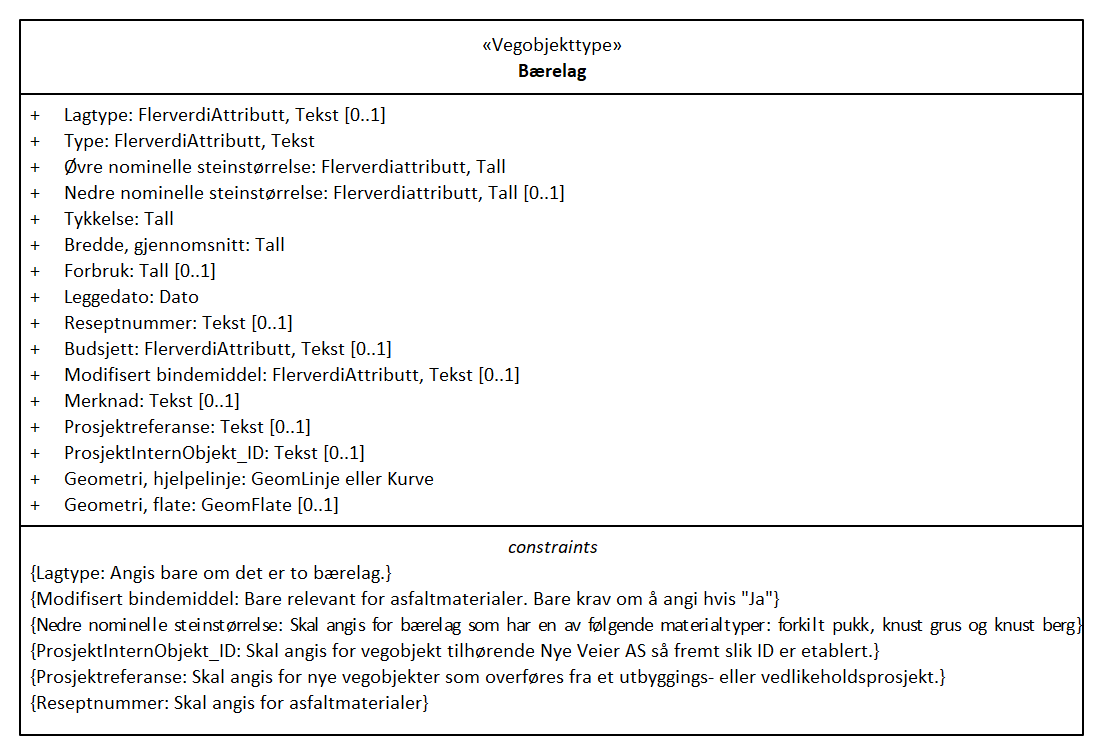 «Vegobjekttype»
Bærelag
+ Lagtype: FlerverdiAttributt, Tekst [0..1]
+ Type: FlerverdiAttributt, Tekst
+ Øvre nominelle steinstørrelse: Flerverdiattributt, Tall
+ Nedre nominelle steinstørrelse: Flerverdiattributt, Tall [0..1]
+ Tykkelse: Tall
+ Bredde, gjennomsnitt: Tall
+ Forbruk: Tall [0..1]
+ Leggedato: Dato
+ Reseptnummer: Tekst [0..1]
+ Budsjett: FlerverdiAttributt, Tekst [0..1]
+ Modifisert bindemiddel: FlerverdiAttributt, Tekst [0..1]
+ Merknad: Tekst [0..1]
+ Prosjektreferanse: Tekst [0..1]
+ ProsjektInternObjekt_ID: Tekst [0..1]
+ Geometri, hjelpelinje: GeomLinje eller Kurve
+ Geometri, flate: GeomFlate [0..1]
constraints
{Lagtype: Angis bare om det er to bærelag.}
{Modifisert bindemiddel: Bare relevant for asfaltmaterialer. Bare krav om å angi hvis "Ja"}
{Nedre nominelle steinstørrelse: Skal angis for bærelag som har en av følgende materialtyper: forkilt pukk, knust grus og knust berg}
{ProsjektInternObjekt_ID: Skal angis for vegobjekt tilhørende Nye Veier AS så fremt slik ID er etablert.}
{Prosjektreferanse: Skal angis for nye vegobjekter som overføres fra et utbyggings- eller vedlikeholdsprosjekt.}
{Reseptnummer: Skal angis for asfaltmaterialer}